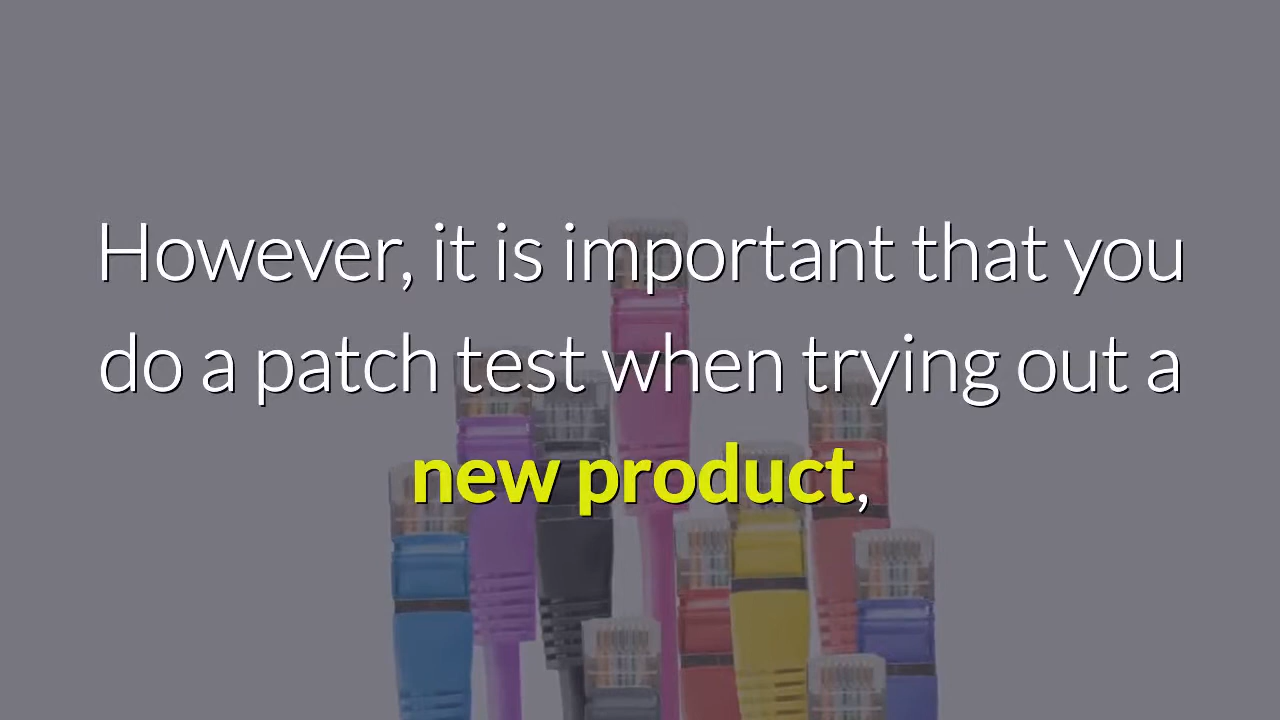 However, it is important that you
do a patch test when trying out a
new product,